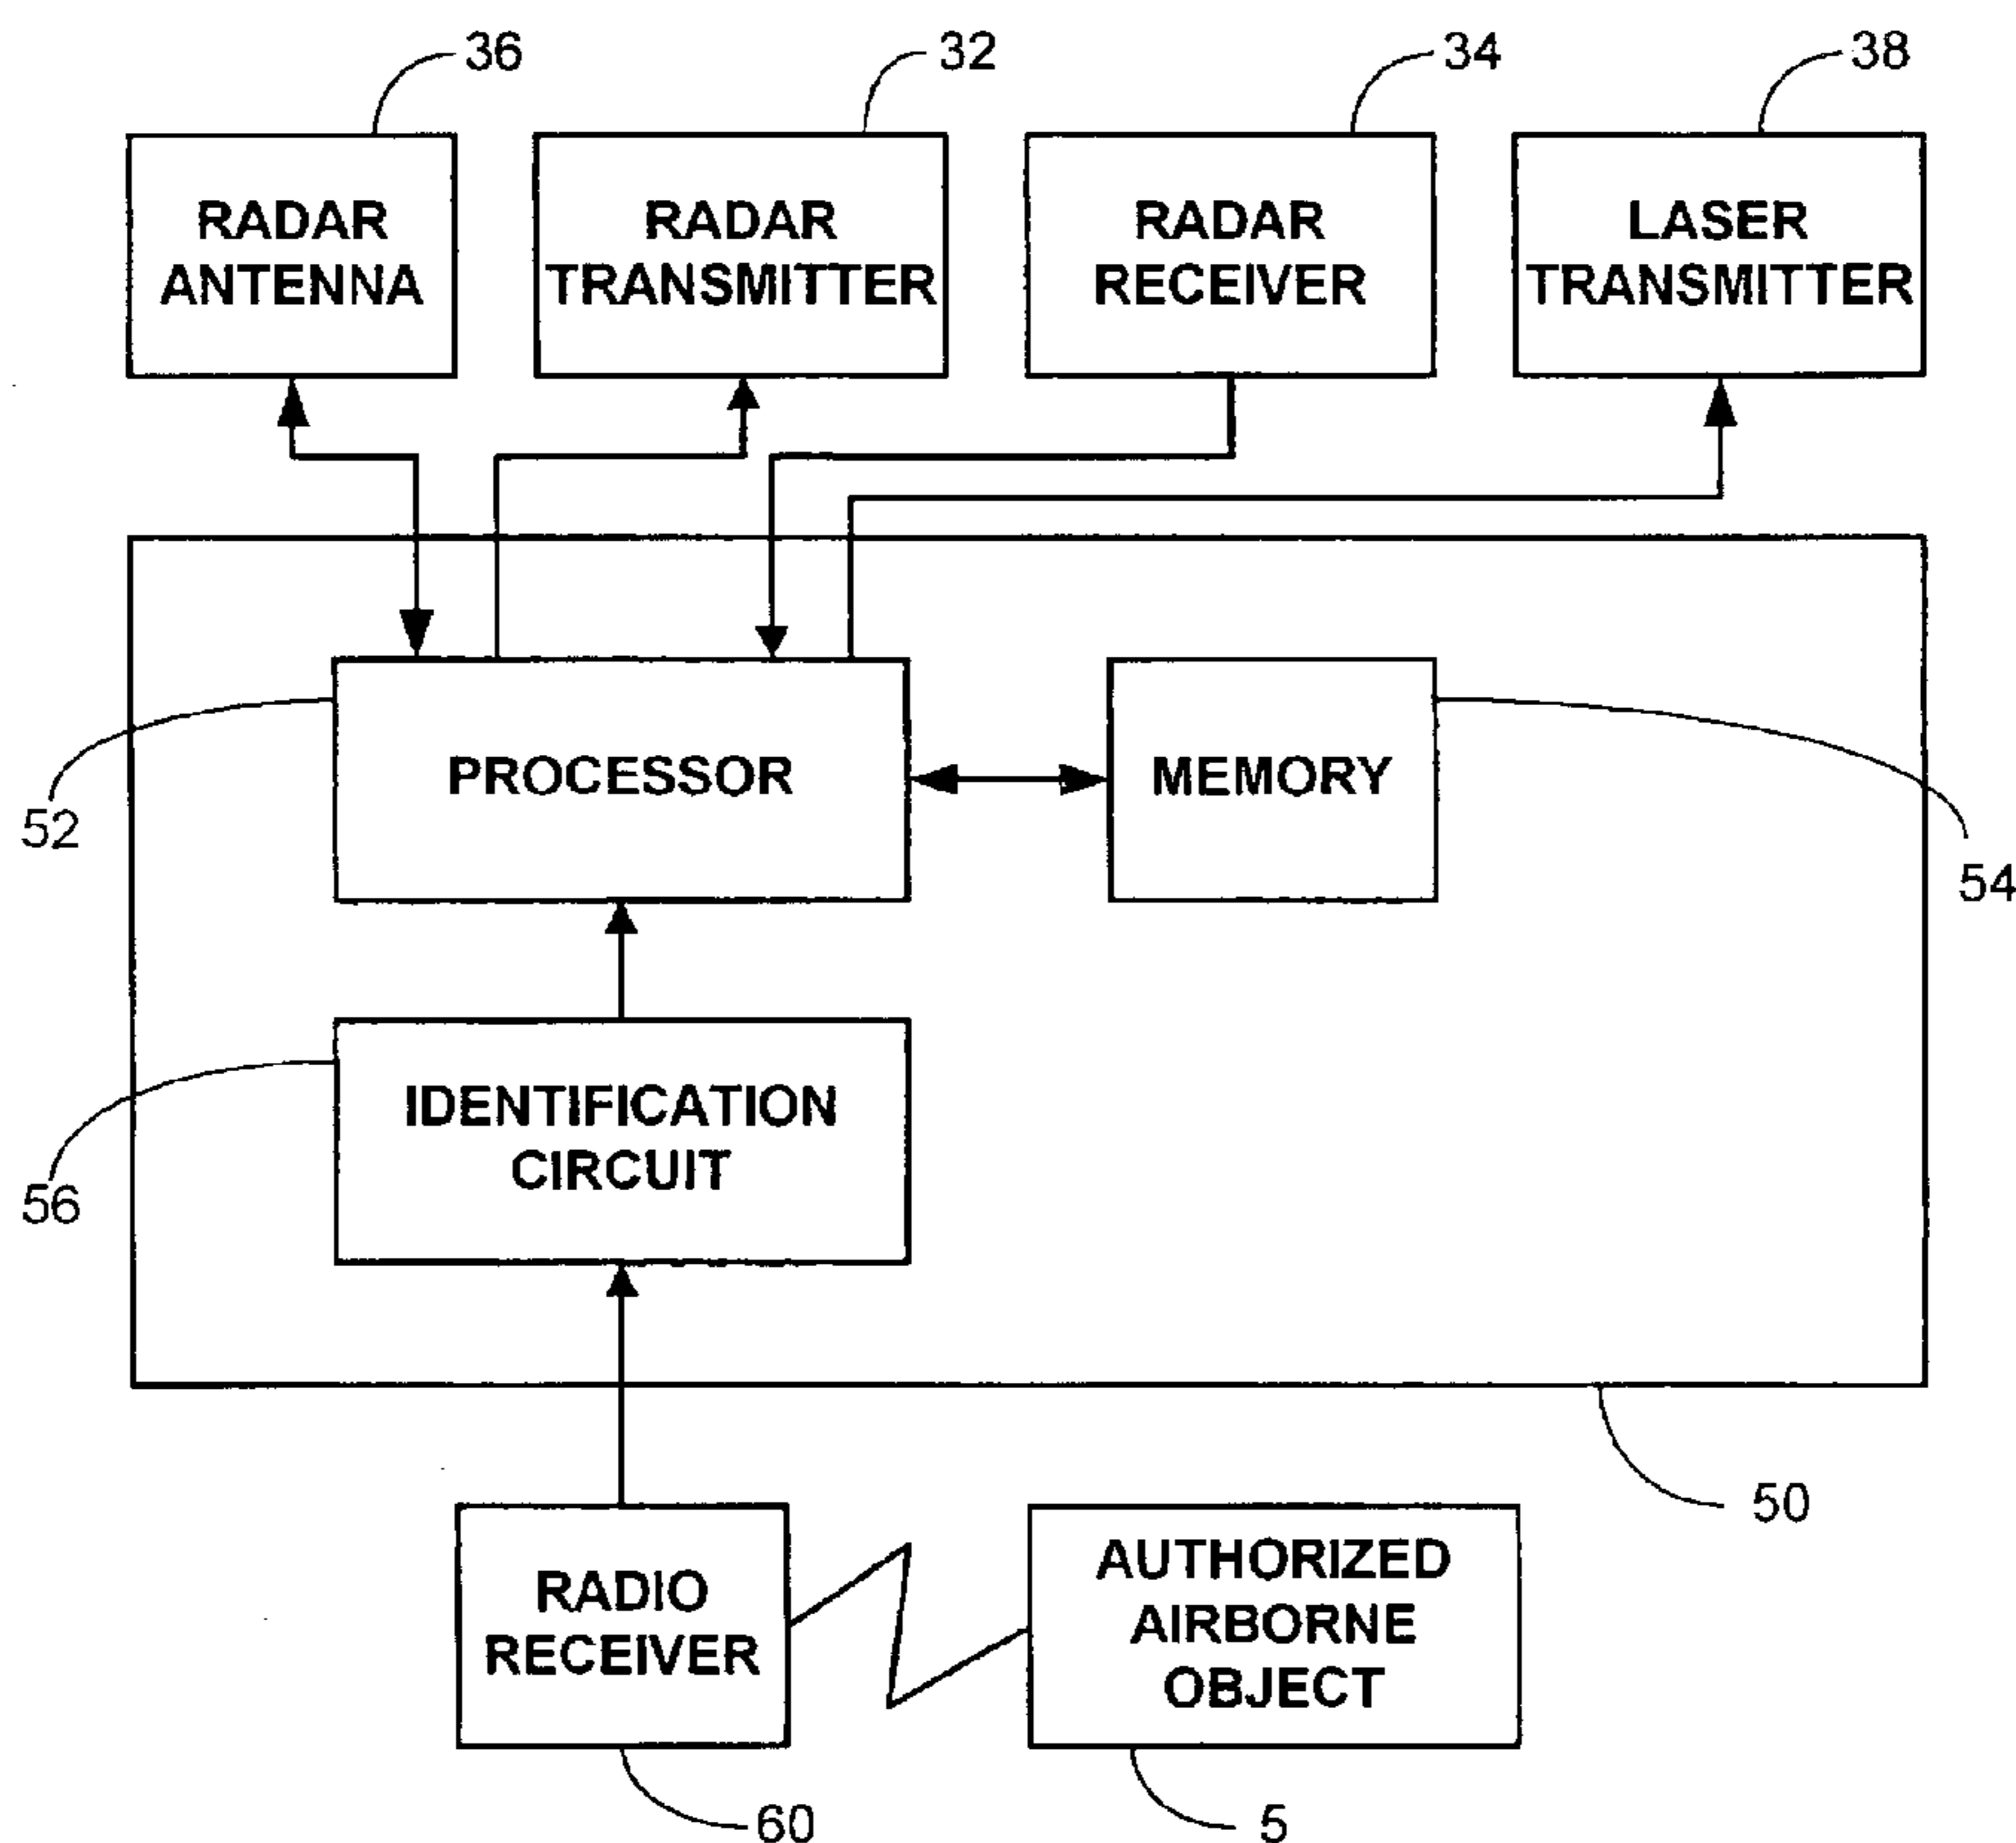 36
32
34
38
RADAR
ANTENNA
RADAR
TRANSMITTER
RADAR
RECEIVER
LASER
TRANSMITTER
PROCESSOR
MEMORY
52
54
IDENTIFICATION
CIRCUIT
56
50
RADIO
RECEIVER
AUTHORIZED
AIRBORNE
OBJECT
60
5